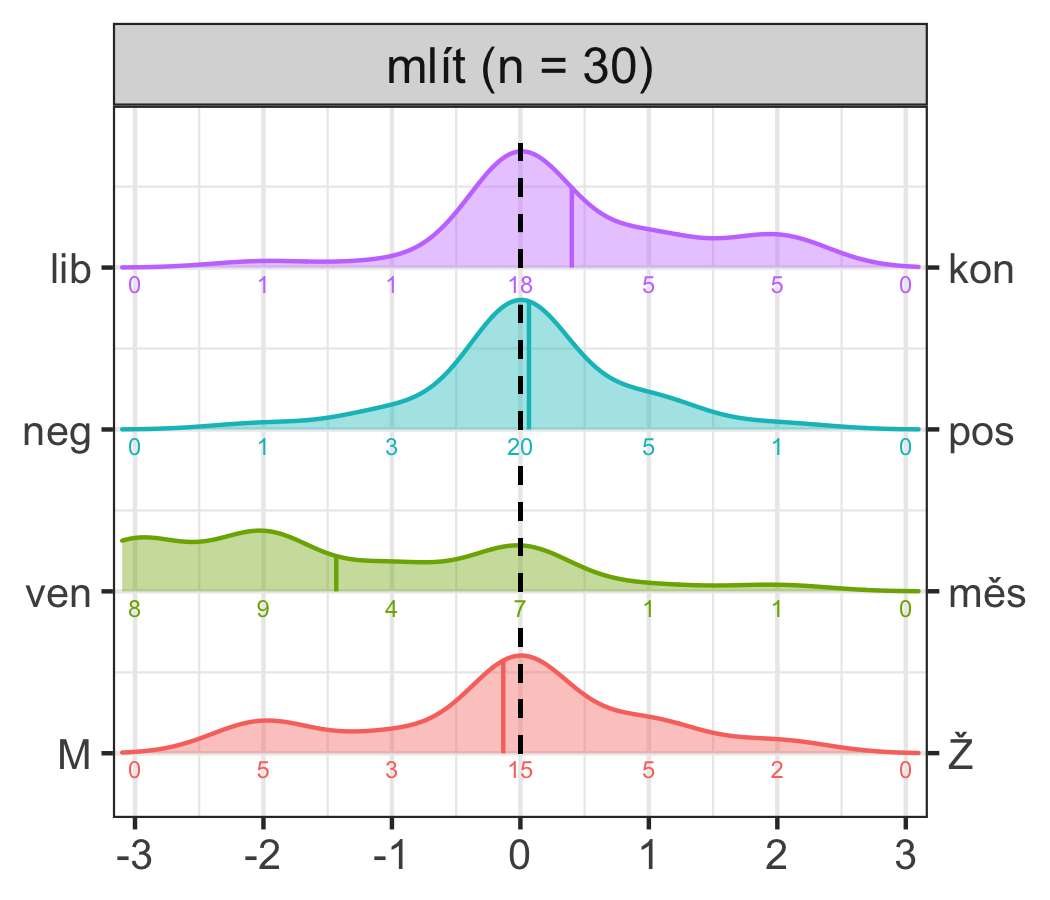 mlít (n = 30)
lib kon
0 1 1 18 5 5 0
neg pos
0 1 3 20 5 1 0
ven měs
8 9 4 7 1 1 0
M Ž
0 5 3 15 5 2 0
-3 -2 -1 0 1 2 3